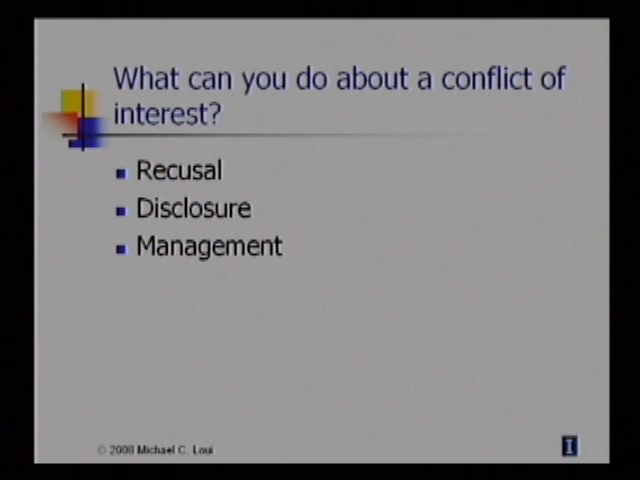 What can you do about a conflict of
interest?
Recusal
Disclosure
Management
© 2008 Michael C. Loui
I